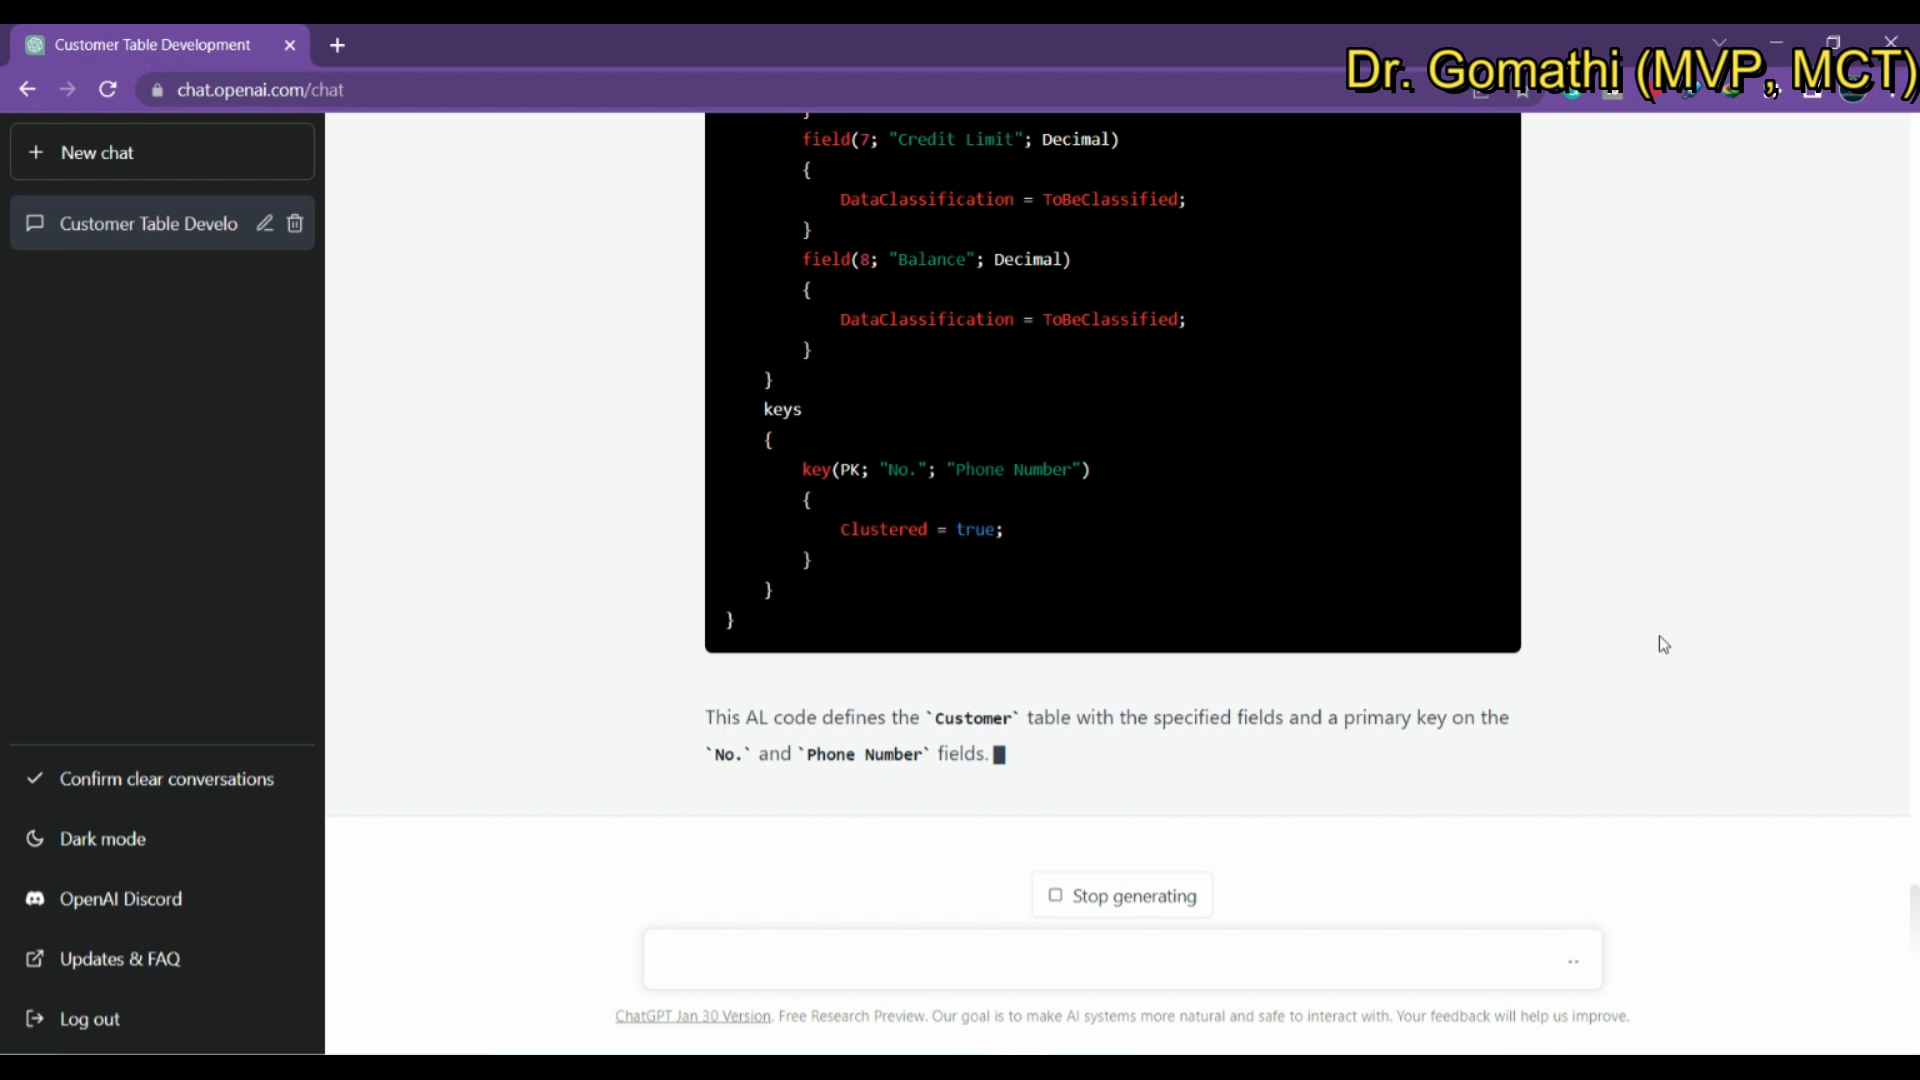 Customer Table Development
Dr. Gomathi (MVP, MCT)
chat.openai.com/chat
New chat
Customer Table Develo
field(7; "Credit Limit"; Decimal)
{
DataClassification = ToBeClassified;
}
field(8; "Balance"; Decimal)
{
DataClassification = ToBeClassified;
}
}
keys
{
key(PK; "No."; "Phone Number")
{
Clustered = true;
}
}
}
This AL code defines the `Customer` table with the specified fields and a primary key on the
`No.` and `Phone Number` fields.
Confirm clear conversations
Dark mode
OpenAI Discord
Updates & FAQ
Log out
Stop generating
ChatGPT Jan 30 Version. Free Research Preview. Our goal is to make AI systems more natural and safe to interact with. Your feedback will help us improve.